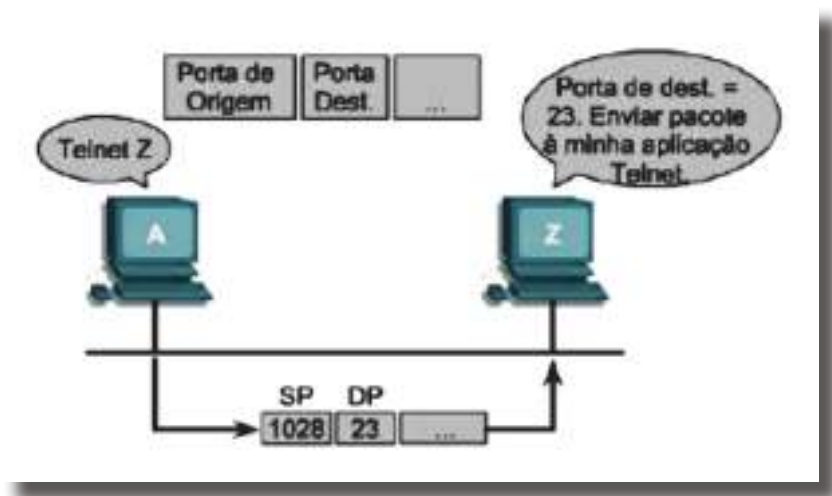 Porta de
Origem
Porta
Dest.
...
Telnet Z
Porta de dest. =
23. Enviar pacote
à minha aplicação
Telnet.
A
Z
SP DP
1028 23 ...